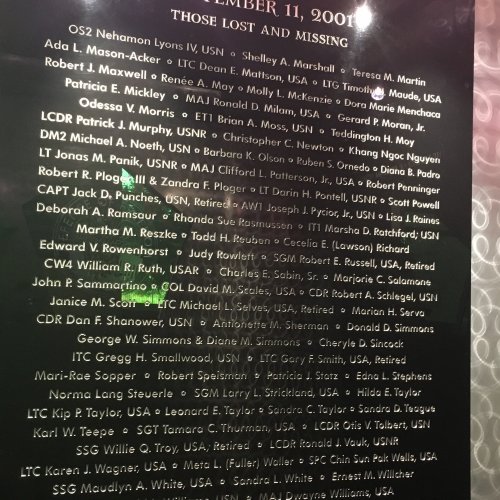 TEMBER 11, 2001
THOSE LOST AND MISSING
OS2 Nehamon Lyons IV, USN • Shelley A. Marshall • Teresa M. Martin
Ada L. Mason-Acker • LTC Dean E. Mattson, USA • LTG Timothy J. Maude, USA
Robert J. Maxwell • Renée A. May • Molly L. McKenzie • Dora Marie Menchaca
Patricia E. Mickley • MAJ Ronald D. Milam, USA • Gerard P. Moran, Jr.
Odessa V. Morris • ET1 Brian A. Moss, USN • Teddington H. Moy
LCDR Patrick J. Murphy, USNR • Christopher C. Newton • Khang Ngoc Nguyen
DM2 Michael A. Noeth, USN • Barbara K. Olson • Ruben S. Ornedo • Diana B. Padro
LT Jonas M. Panik, USNR • MAJ Clifford L. Patterson, Jr., USA • Robert Penninger
Robert R. Ploger III & Zandra F. Ploger • LT Darin H. Pontell, USNR • Scott Powell
CAPT Jack D. Punches, USN, Retired • AW1 Joseph J. Pycior, Jr., USN • Lisa J. Raines
Deborah A. Ramsaur • Rhonda Sue Rasmussen • IT1 Marsha D. Ratchford, USN
Martha M. Reszke • Todd H. Reuben • Cecelia E. (Lawson) Richard
Edward V. Rowenhorst • Judy Rowlett • SGM Robert E. Russell, USA, Retired
CW4 William R. Ruth, USAR • Charles E. Sabin, Sr. • Marjorie C. Salamone
John P. Sammartino • COL David M. Scales, USA • CDR Robert A. Schlegel, USN
Janice M. Scott • LTC Michael L. Selves, USA, Retired • Marian H. Serva
CDR Dan F. Shanower, USN • Antionette M. Sherman • Donald D. Simmons
George W. Simmons & Diane M. Simmons • Cheryle D. Sincock
ITC Gregg H. Smallwood, USN • LTC Gary F. Smith, USA, Retired
Mari-Rae Sopper • Robert Speisman • Patricia J. Statz • Edna L. Stephens
Norma Lang Steuerle • SGM Larry L. Strickland, USA • Hilda E. Taylor
LTC Kip P. Taylor, USA • Leonard E. Taylor • Sandra C. Taylor • Sandra D. Teague
Karl W. Teepe • SGT Tamara C. Thurman, USA • LCDR Otis V. Tolbert, USN
SSG Willie Q. Troy, USA, Retired • LCDR Ronald J. Vauk, USNR
LTC Karen J. Wagner, USA • Meta L. (Fuller) Waller • SPC Chin Sun Pak Wells, USA
SSG Maudlyn A. White, USA • Sandra L. White • Ernest M. Willcher
Williams, USN • MAJ Dwayne Williams, USA